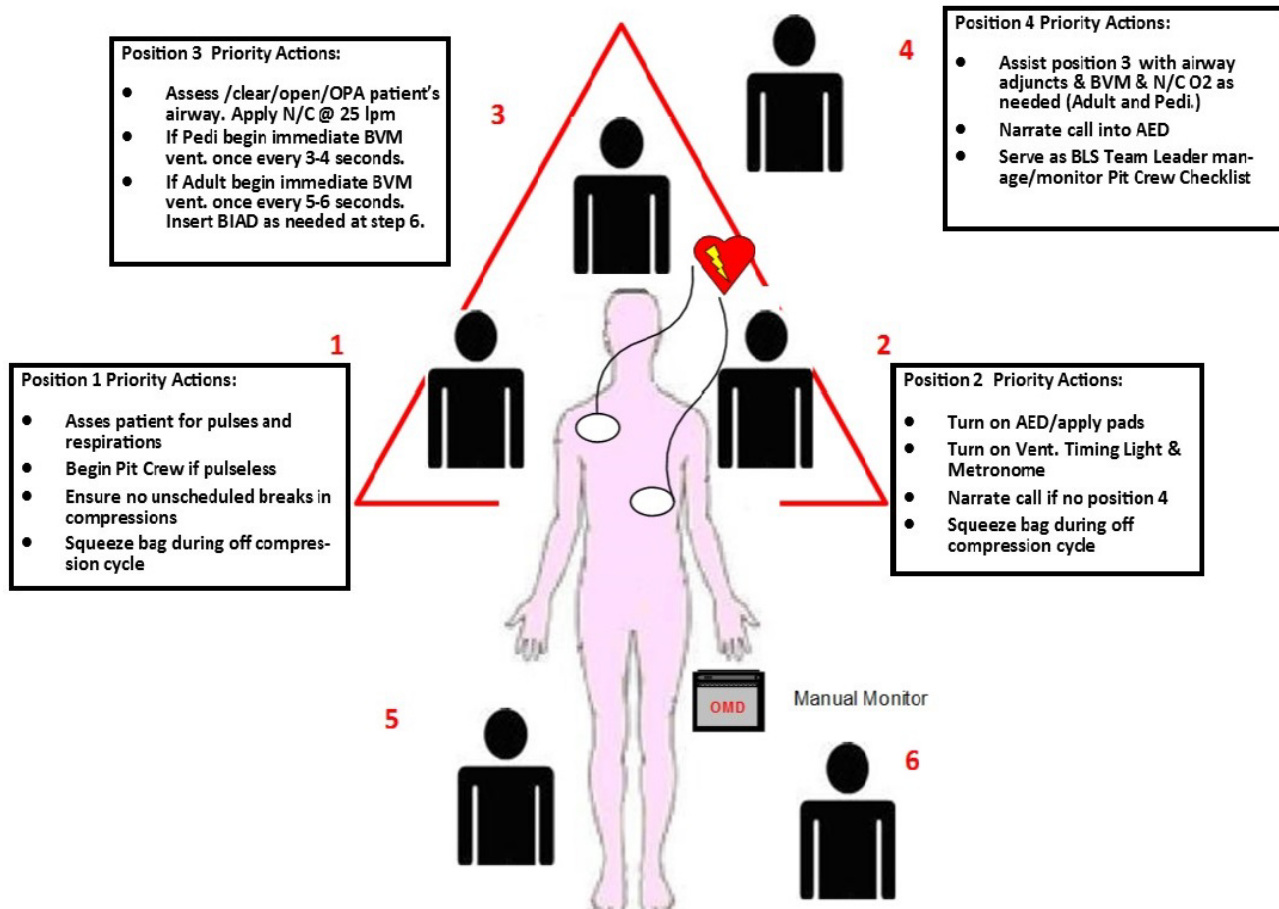 Position 3  Priority Actions:
● Assess /clear/open/OPA patient's
airway. Apply N/C @ 25 lpm
● If Pedi begin immediate BVM
vent. once every 3-4 seconds.
● If Adult begin immediate BVM
vent. once every 5-6 seconds.
Insert BIAD as needed at step 6.
3
4
Position 4 Priority Actions:
● Assist position 3  with airway
adjuncts & BVM & N/C O2 as
needed (Adult and Pedi.)
● Narrate call into AED
● Serve as BLS Team Leader man-
age/monitor Pit Crew Checklist
1
Position 1 Priority Actions:
● Asses patient for pulses and
respirations
● Begin Pit Crew if pulseless
● Ensure no unscheduled breaks in
compressions
● Squeeze bag during off compres-
sion cycle
2
Position 2  Priority Actions:
● Turn on AED/apply pads
● Turn on Vent. Timing Light &
Metronome
● Narrate call if no position 4
● Squeeze bag during off
compression cycle
5
OMD
Manual Monitor
6